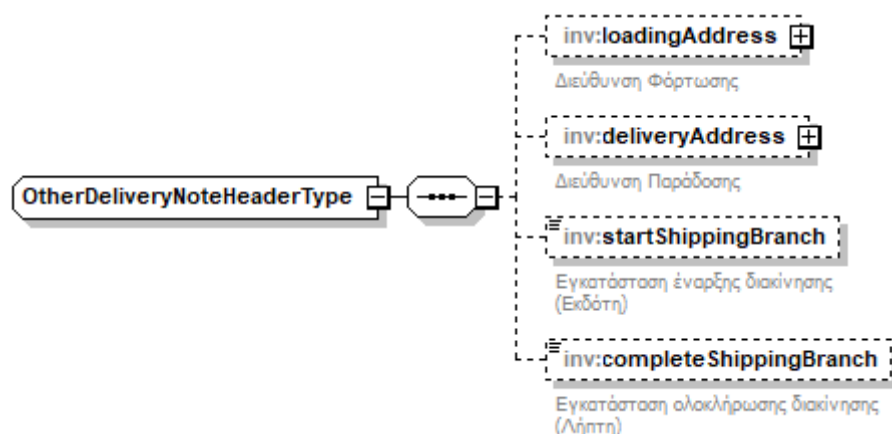 inv:loadingAddress
Διεύθυνση Φόρτωσης
inv:deliveryAddress
Διεύθυνση Παράδοσης
OtherDeliveryNoteHeaderType
inv:startShippingBranch
Εγκατάσταση έναρξης διακίνησης
(Εκδότη)
inv:completeShippingBranch
Εγκατάσταση ολοκλήρωσης διακίνησης
(Λήπτη)